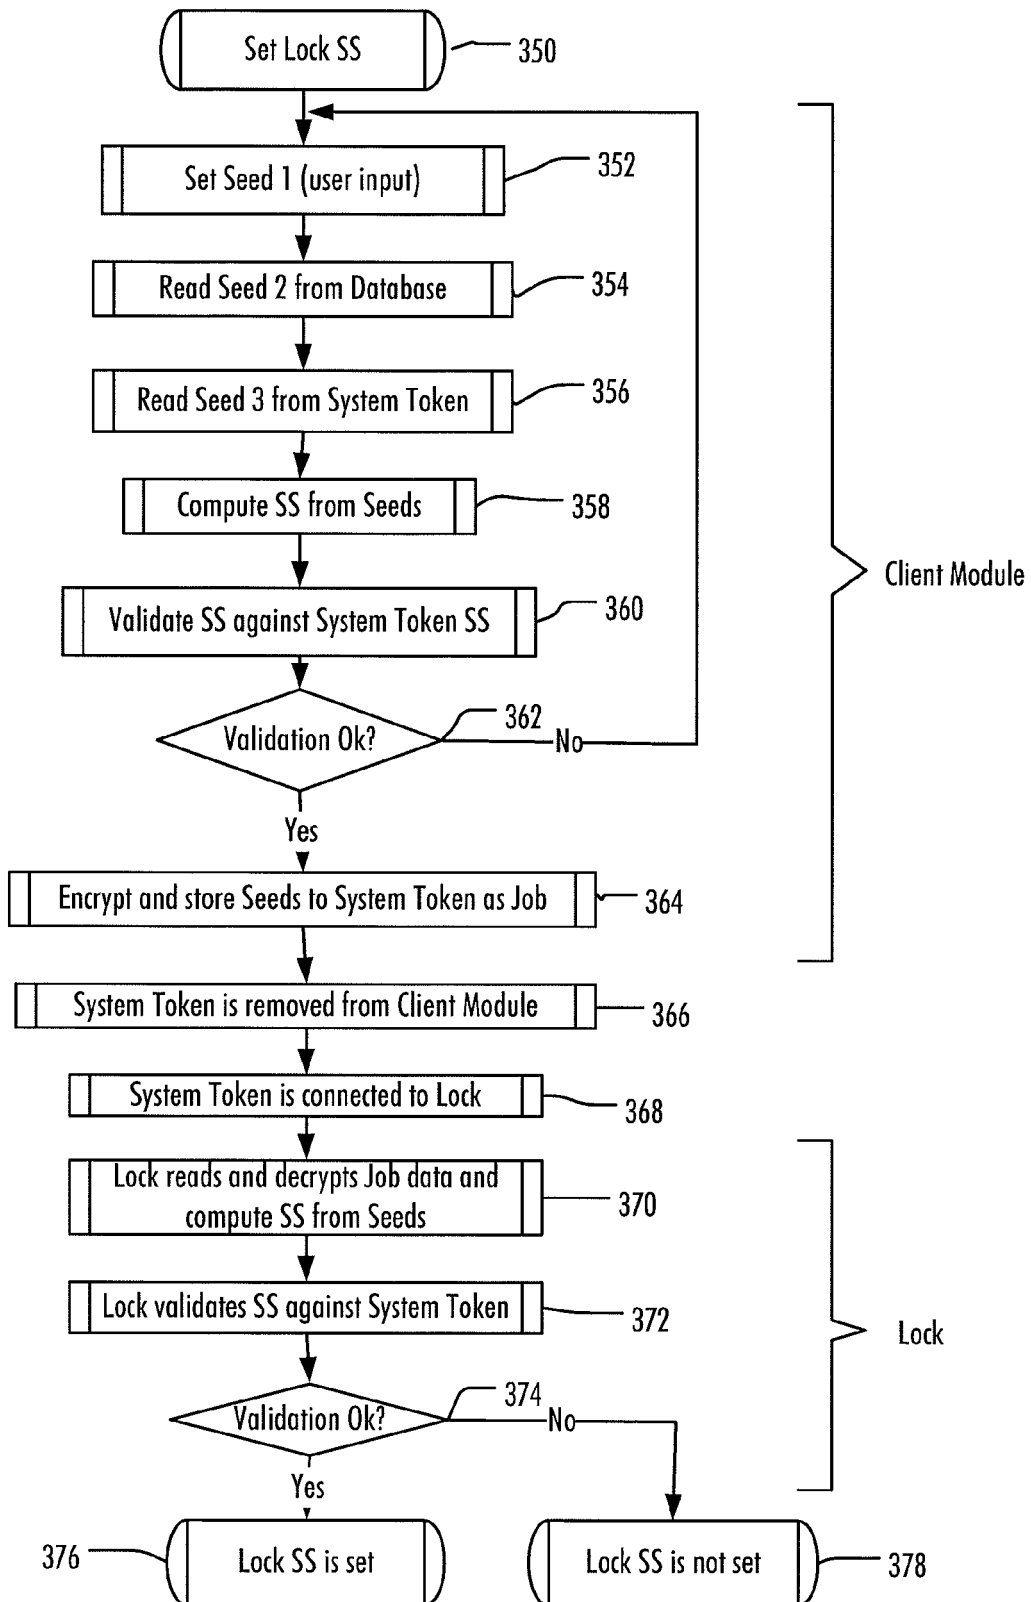 Set Lock SS
350
Set Seed 1 (user input)
352
Read Seed 2 from Database
354
Read Seed 3 from System Token
356
Compute SS from Seeds
358
Client Module
Validate SS against System Token SS
360
Validation Ok?
362
No
Yes
Encrypt and store Seeds to System Token as Job
364
System Token is removed from Client Module
366
System Token is connected to Lock
368
Lock reads and decrypts Job data and
compute SS from Seeds
370
Lock validates SS against System Token
372
Lock
Validation Ok?
374
No
Yes
376
Lock SS is set
Lock SS is not set
378